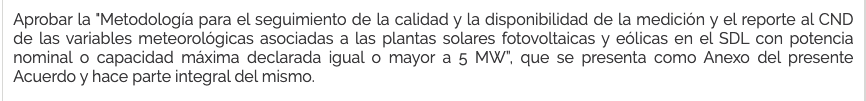 Aprobar la "Metodología para el seguimiento de la calidad y la disponibilidad de la medición y el reporte al CND
de las variables meteorológicas asociadas a las plantas solares fotovoltaicas y eólicas en el SDL con potencia
nominal o capacidad máxima declarada igual o mayor a 5 MW", que se presenta como Anexo del presente
Acuerdo y hace parte integral del mismo.